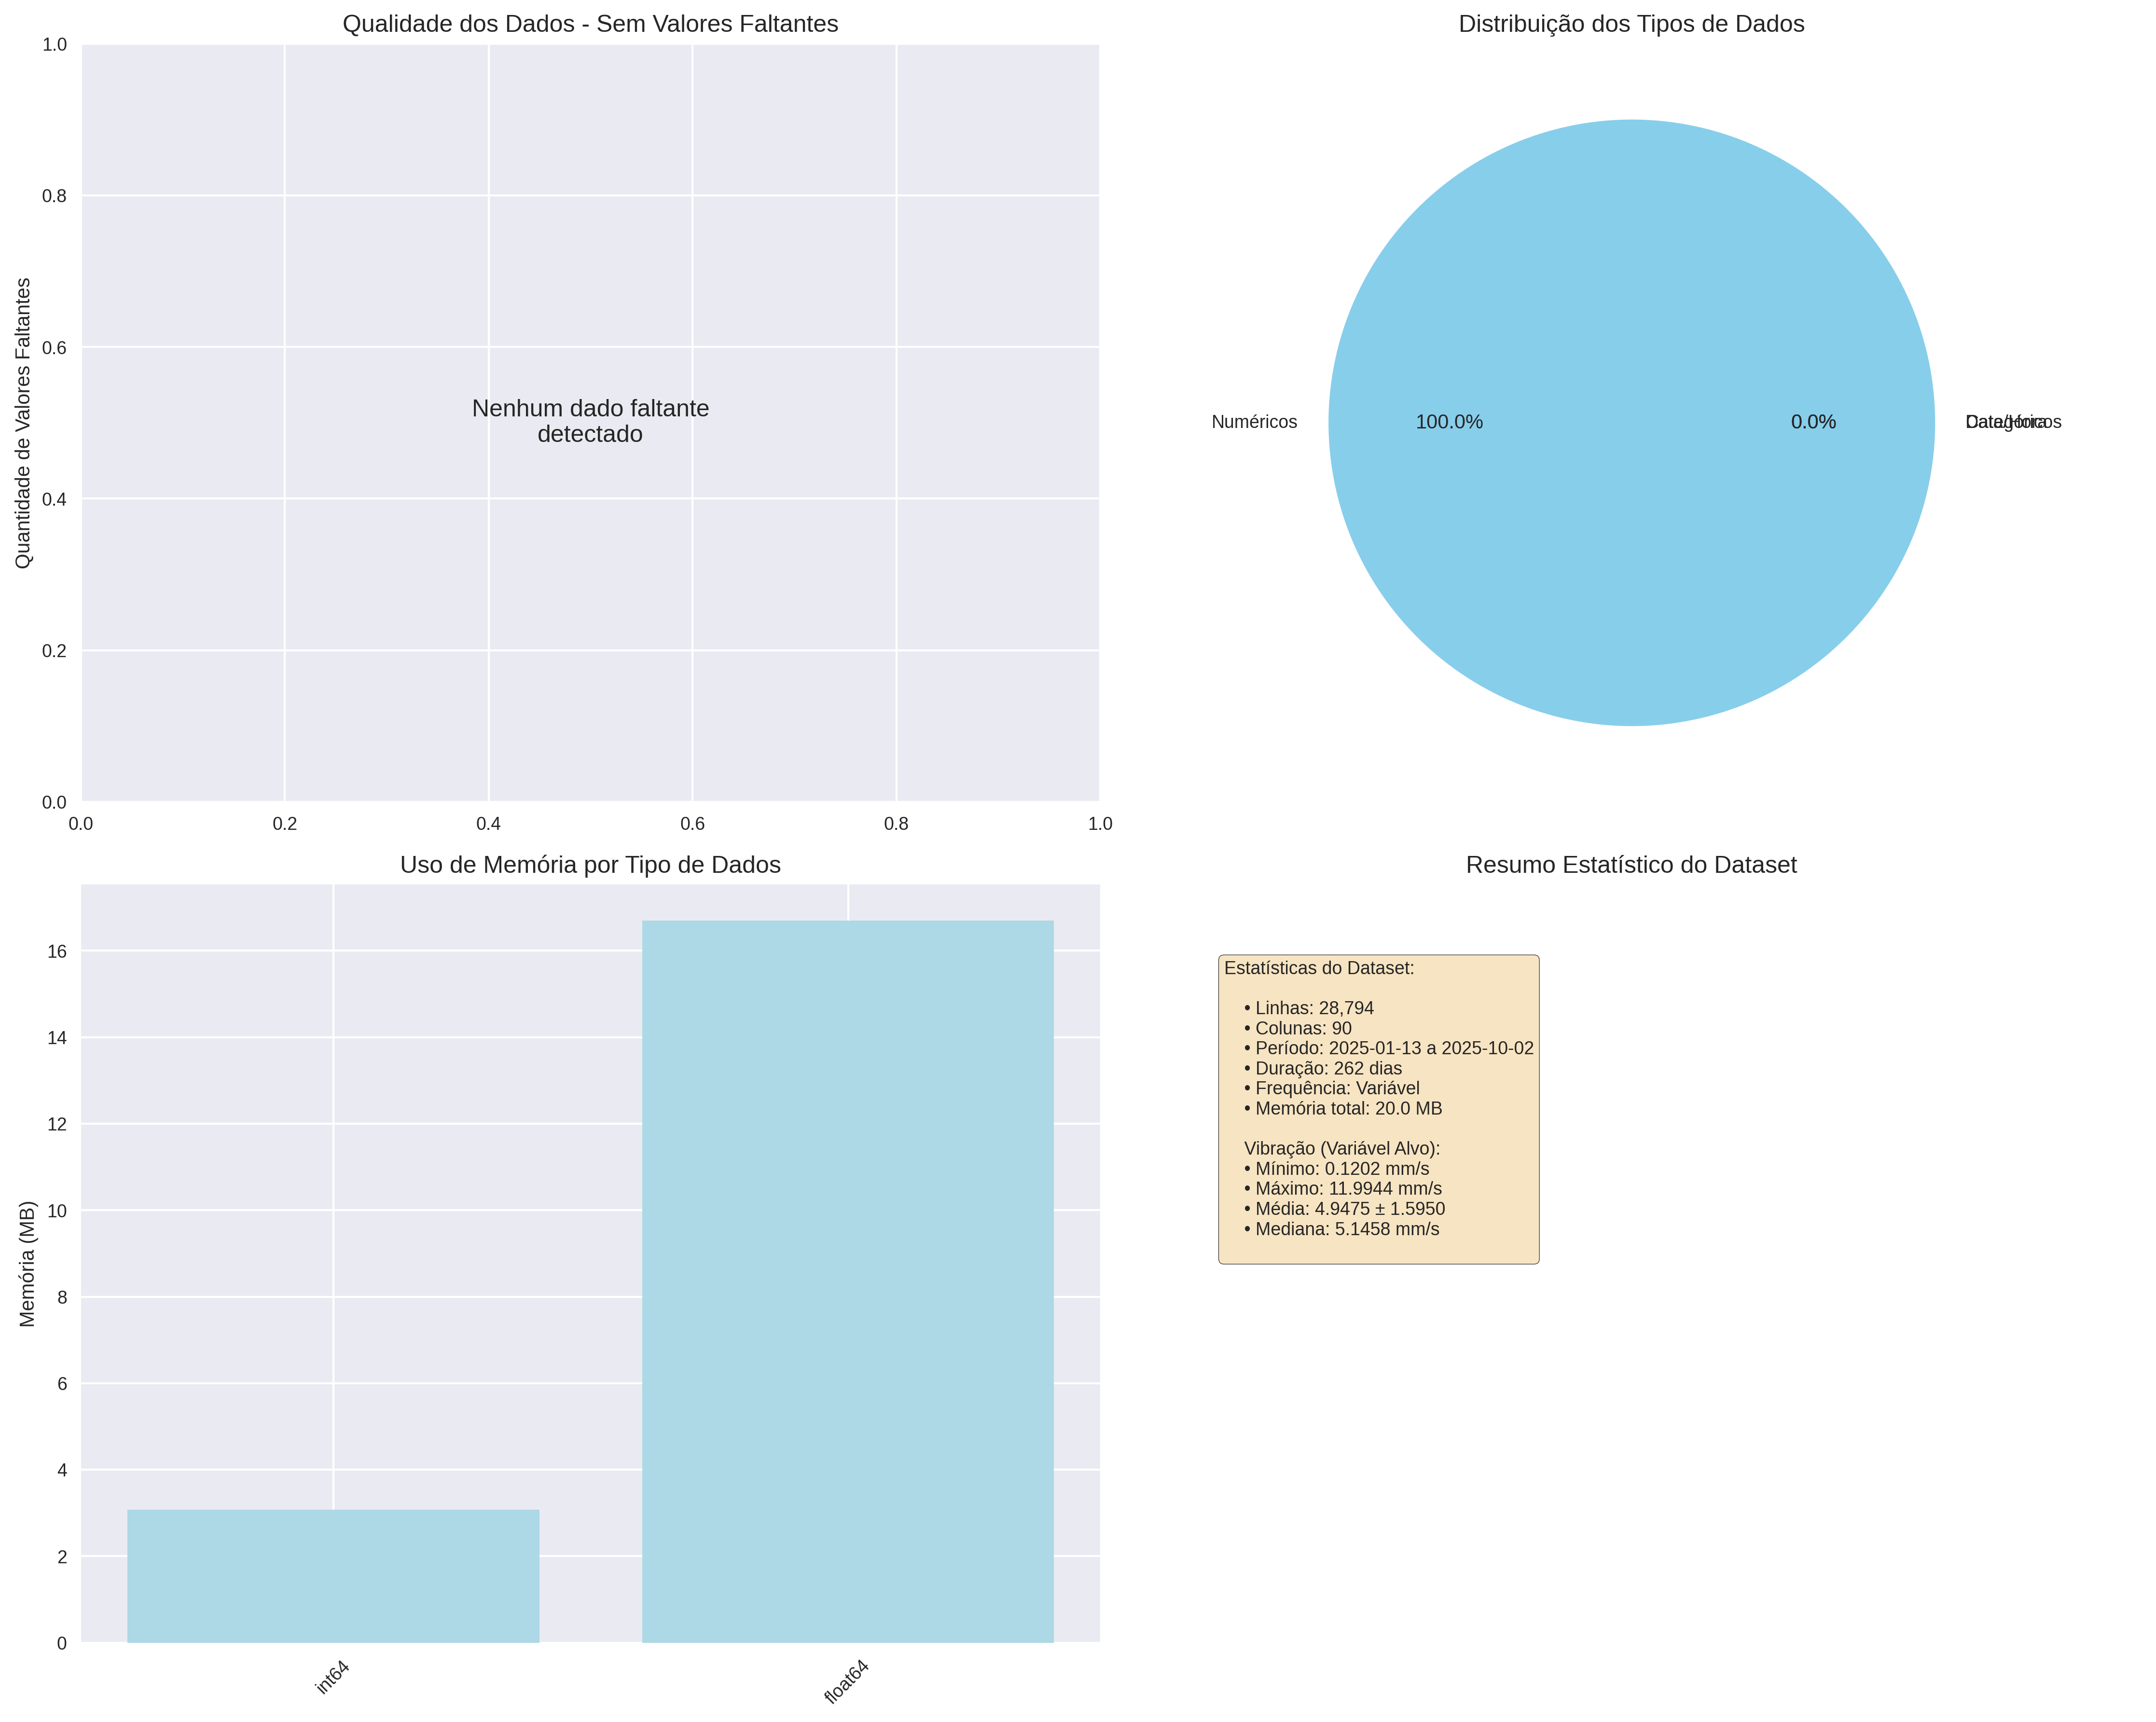 Qualidade dos Dados - Sem Valores Faltantes
1.0
0.8
0.6
0.4
0.2
0.0
Quantidade de Valores Faltantes
Nenhum dado faltante
detectado
0.0
0.2
0.4
0.6
0.8
1.0
Distribuição dos Tipos de Dados
Numéricos
100.0%
0.0%
Uso de Memória por Tipo de Dados
16
14
12
10
8
6
4
2
0
Memória (MB)
int64
float64
Resumo Estatístico do Dataset
Estatísticas do Dataset:
• Linhas: 28,794
• Colunas: 90
• Período: 2025-01-13 a 2025-10-02
• Duração: 262 dias
• Frequência: Variável
• Memória total: 20.0 MB
Vibração (Variável Alvo):
• Mínimo: 0.1202 mm/s
• Máximo: 11.9944 mm/s
• Média: 4.9475 ± 1.5950
• Mediana: 5.1458 mm/s